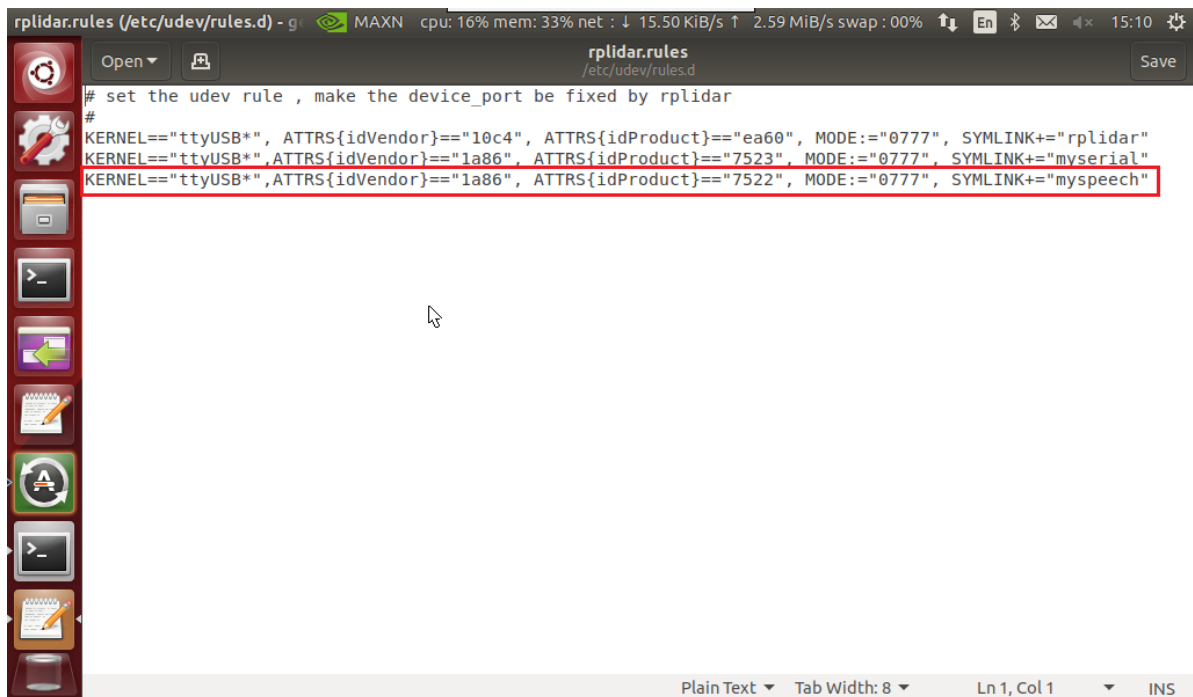 rplidar.rules (/etc/udev/rules.d) - g MAXN cpu: 16% mem: 33% net : ↓ 15.50 KiB/s ↑ 2.59 MiB/s swap : 00% En 15:10
Open
rplidar.rules
/etc/udev/rules.d
Save
# set the udev rule , make the device_port be fixed by rplidar
#
KERNEL=="ttyUSB*", ATTRS{idVendor}=="10c4", ATTRS{idProduct}=="ea60", MODE:="0777", SYMLINK+="rplidar"
KERNEL=="ttyUSB*",ATTRS{idVendor}=="1a86", ATTRS{idProduct}=="7523", MODE:="0777", SYMLINK+="myserial"
KERNEL=="ttyUSB*",ATTRS{idVendor}=="1a86", ATTRS{idProduct}=="7522", MODE:="0777", SYMLINK+="myspeech"
Plain Text Tab Width: 8 Ln 1, Col 1 INS